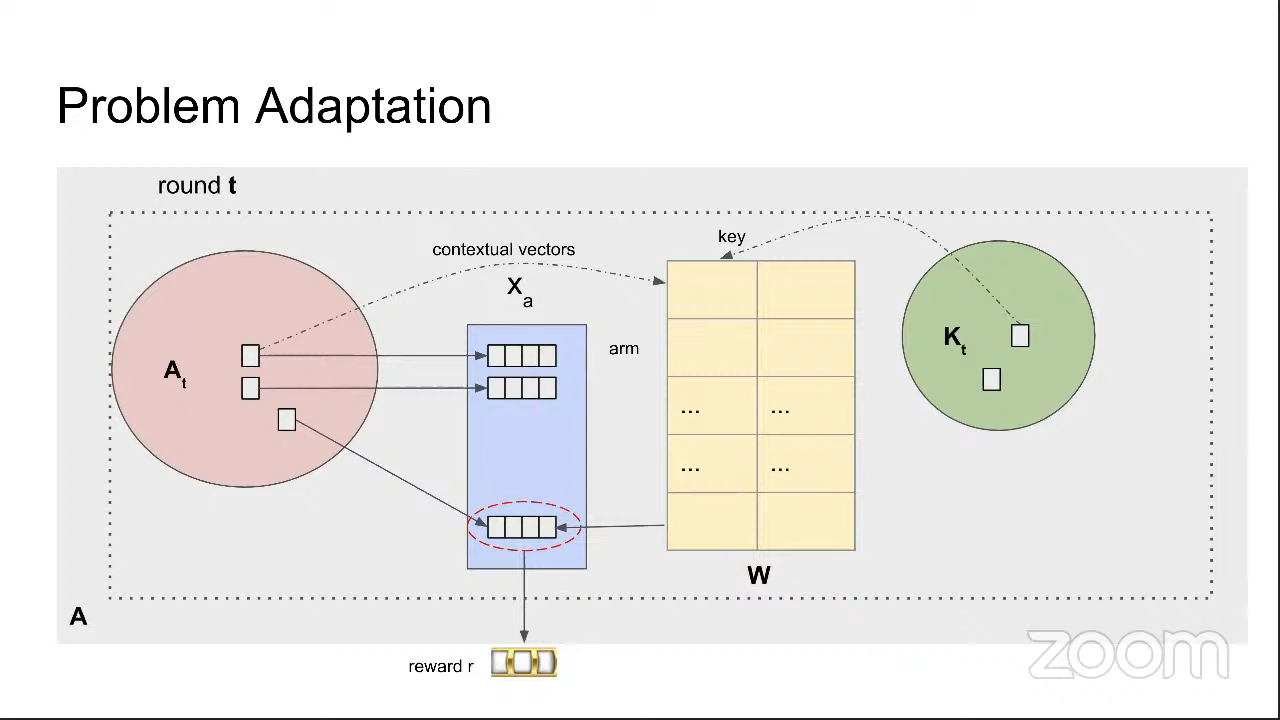 Problem Adaptation
round t
contextual vectors
key
Xa
At
arm
Kt
... ...
... ...
W
A
reward r
zoom